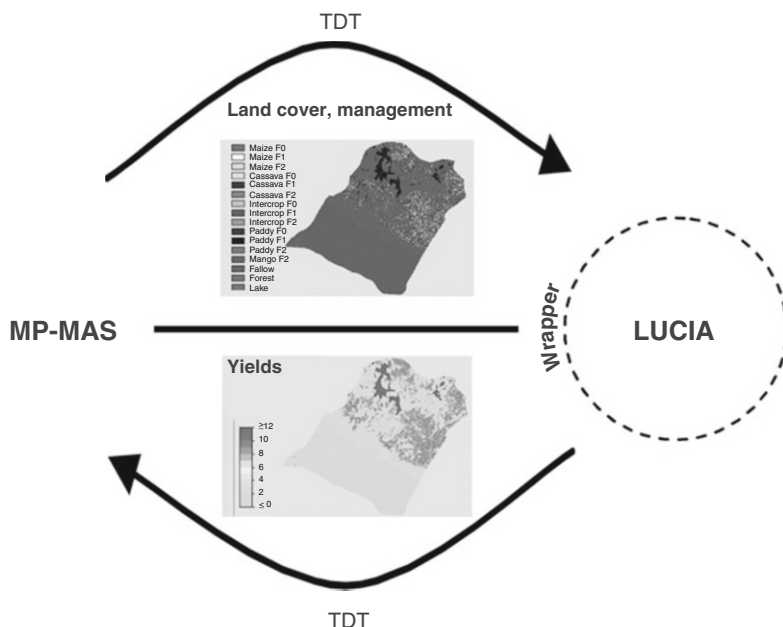 TDT
Land cover, management
Maize F0
Maize F1
Maize F2
Cassava F0
Cassava F1
Cassava F2
Intercrop F0
Intercrop F1
Intercrop F2
Paddy F0
Paddy F1
Paddy F2
Mango F2
Fallow
Forest
Lake
MP-MAS
Wrapper
LUCIA
Yields
≥12
10
8
6
4
2
≤ 0
TDT